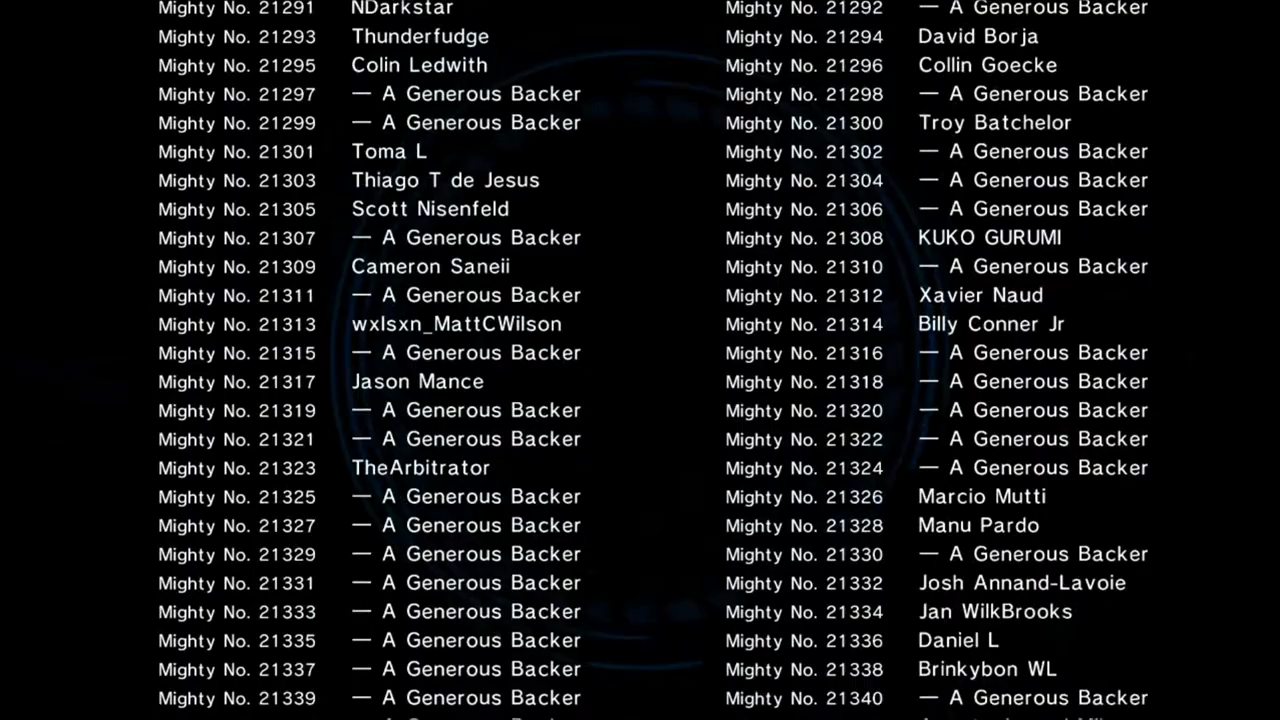 Mighty No. 21291 NDarkstar Mighty No. 21292 — A Generous Backer
Mighty No. 21293 Thunderfudge Mighty No. 21294 David Borja
Mighty No. 21295 Colin Ledwith Mighty No. 21296 Collin Goecke
Mighty No. 21297 — A Generous Backer Mighty No. 21298 — A Generous Backer
Mighty No. 21299 — A Generous Backer Mighty No. 21300 Troy Batchelor
Mighty No. 21301 Toma L Mighty No. 21302 — A Generous Backer
Mighty No. 21303 Thiago T de Jesus Mighty No. 21304 — A Generous Backer
Mighty No. 21305 Scott Nisenfeld Mighty No. 21306 — A Generous Backer
Mighty No. 21307 — A Generous Backer Mighty No. 21308 KUKO GURUMI
Mighty No. 21309 Cameron Saneii Mighty No. 21310 — A Generous Backer
Mighty No. 21311 — A Generous Backer Mighty No. 21312 Xavier Naud
Mighty No. 21313 wxlsxn_MattCWilson Mighty No. 21314 Billy Conner Jr
Mighty No. 21315 — A Generous Backer Mighty No. 21316 — A Generous Backer
Mighty No. 21317 Jason Mance Mighty No. 21318 — A Generous Backer
Mighty No. 21319 — A Generous Backer Mighty No. 21320 — A Generous Backer
Mighty No. 21321 — A Generous Backer Mighty No. 21322 — A Generous Backer
Mighty No. 21323 TheArbitrator Mighty No. 21324 — A Generous Backer
Mighty No. 21325 — A Generous Backer Mighty No. 21326 Marcio Mutti
Mighty No. 21327 — A Generous Backer Mighty No. 21328 Manu Pardo
Mighty No. 21329 — A Generous Backer Mighty No. 21330 — A Generous Backer
Mighty No. 21331 — A Generous Backer Mighty No. 21332 Josh Annand-Lavoie
Mighty No. 21333 — A Generous Backer Mighty No. 21334 Jan WilkBrooks
Mighty No. 21335 — A Generous Backer Mighty No. 21336 Daniel L
Mighty No. 21337 — A Generous Backer Mighty No. 21338 Brinkybon WL
Mighty No. 21339 — A Generous Backer Mighty No. 21340 — A Generous Backer